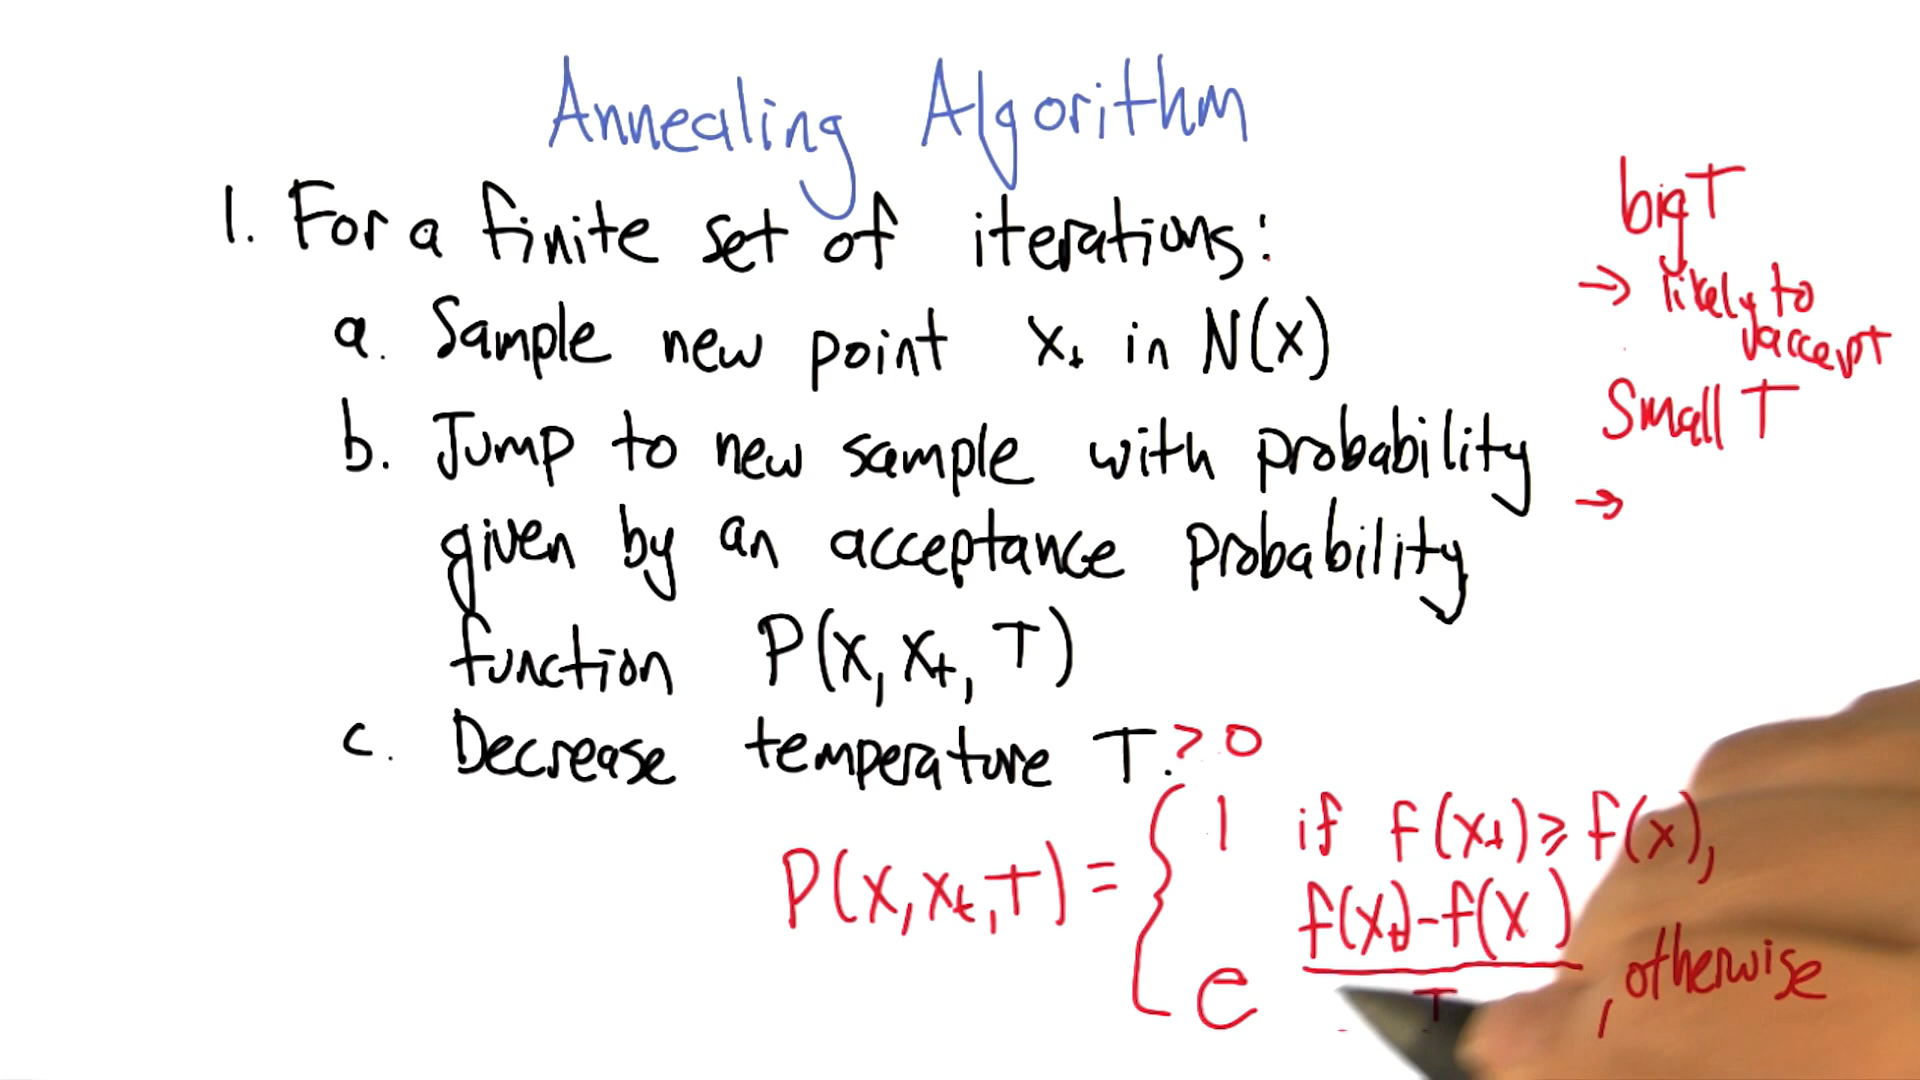 Annealing Algorithm
1. For a finite set of iterations:
a. Sample new point x₊ in N(x)
b. Jump to new sample with probability
given by an acceptance probability
function P(x, x₊, T)
c. Decrease temperature T. > 0
P(x, xₜ, T) = { 1 if f(x₊) ≥ f(x),
e^((f(xₜ) - f(x)) / T), otherwise
big T
→ likely to
accept
Small T
→